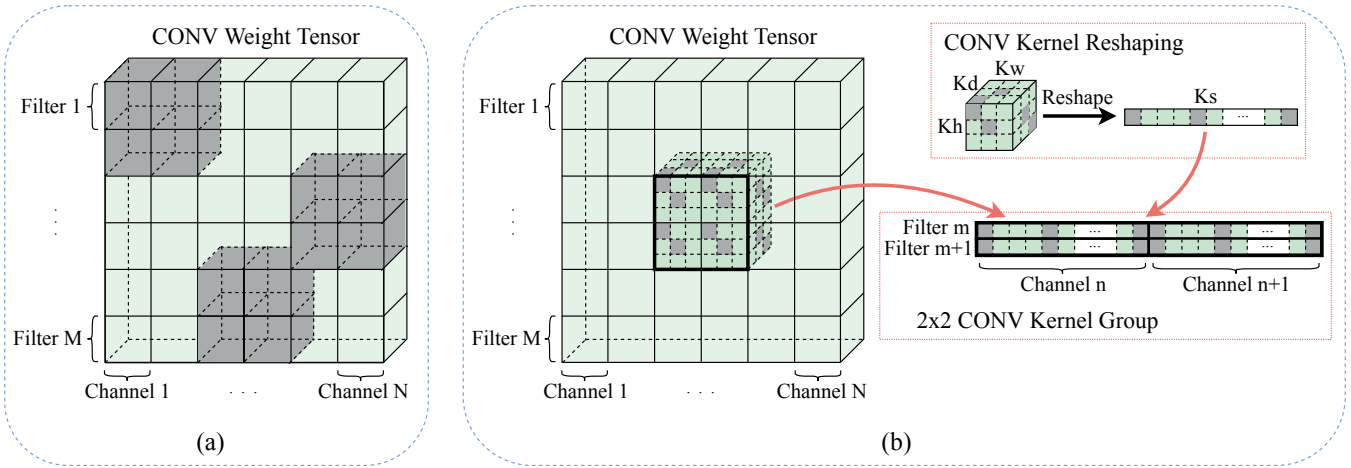 CONV Weight Tensor
Filter 1
. . .
Filter M
Channel 1
. . .
Channel N
(a)
CONV Weight Tensor
Filter 1
. . .
Filter M
Channel 1
. . .
Channel N
CONV Kernel Reshaping
Kw
Kd
Kh
Reshape
Ks
...
Filter m
... ...
Filter m+1
... ...
Channel n
Channel n+1
2x2 CONV Kernel Group
(b)